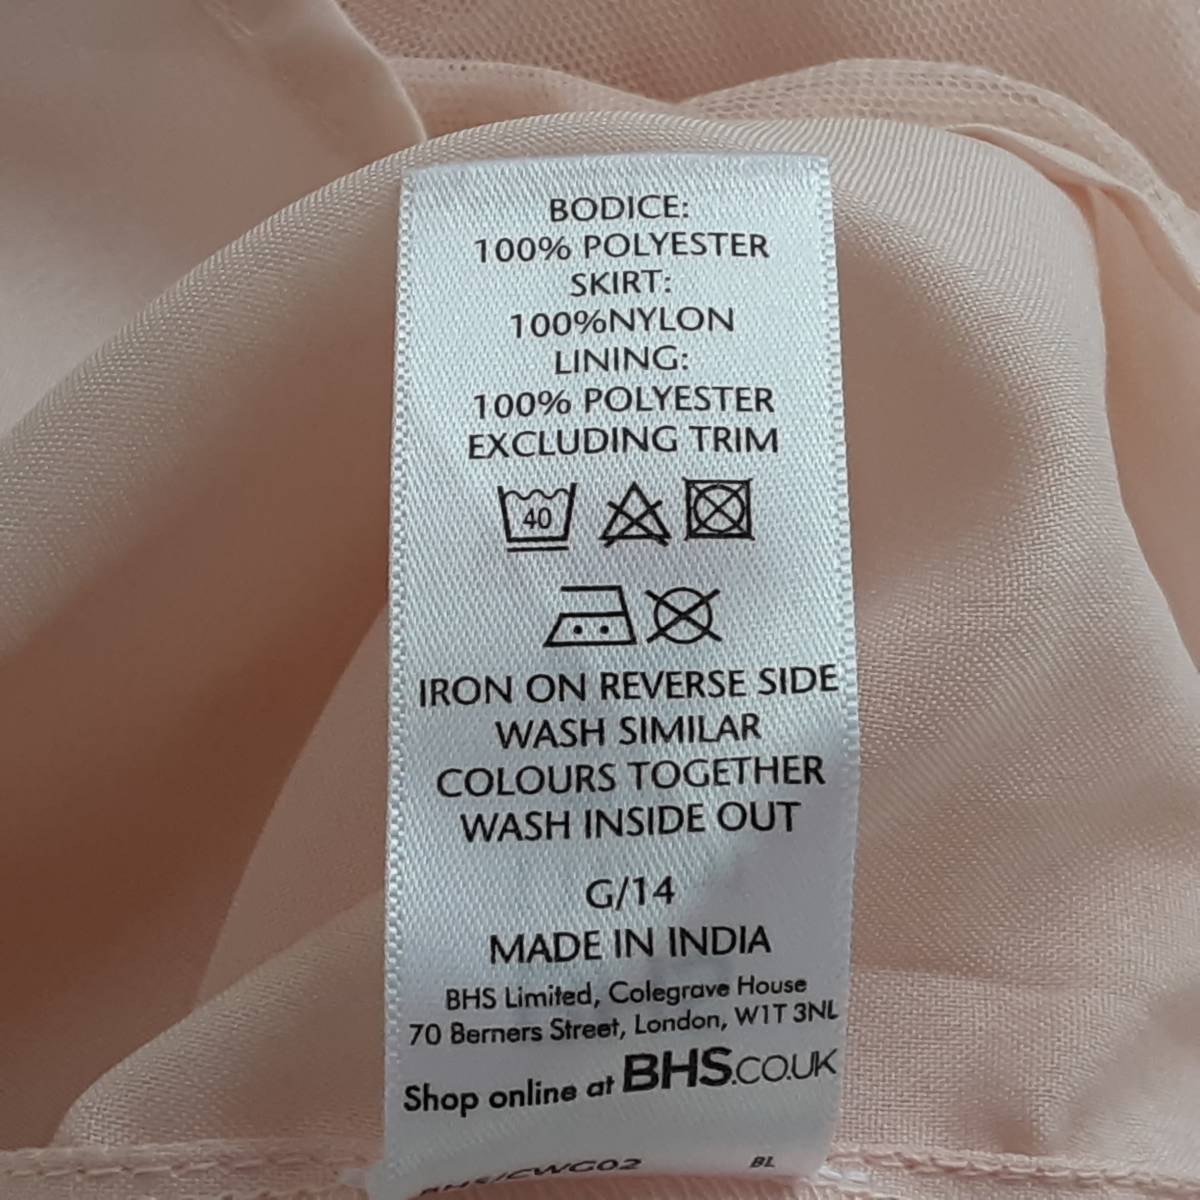 BODICE:
100% POLYESTER
SKIRT:
100%NYLON
LINING:
100% POLYESTER
EXCLUDING TRIM
40
IRON ON REVERSE SIDE
WASH SIMILAR
COLOURS TOGETHER
WASH INSIDE OUT
G/14
MADE IN INDIA
BHS Limited, Colegrave House
70 Berners Street, London, W1T 3NL
Shop online at BHS.CO.UK
BL